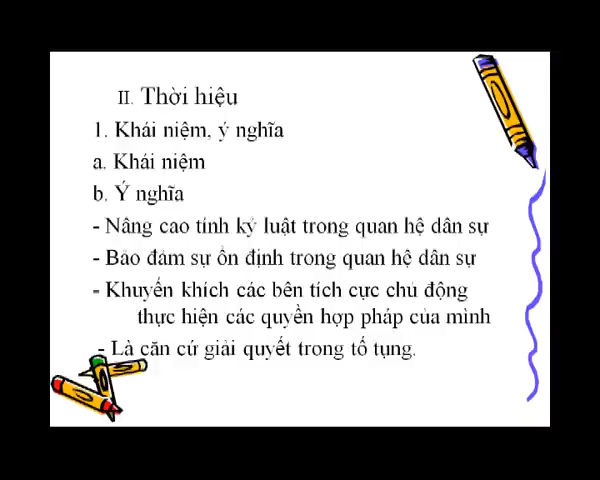 II. Thời hiệu
1. Khái niệm, ý nghĩa
a. Khái niệm
b. Ý nghĩa
- Nâng cao tính kỷ luật trong quan hệ dân sự
- Bảo đảm sự ổn định trong quan hệ dân sự
- Khuyến khích các bên tích cực chủ động
thực hiện các quyền hợp pháp của mình
- Là căn cứ giải quyết trong tố tụng.